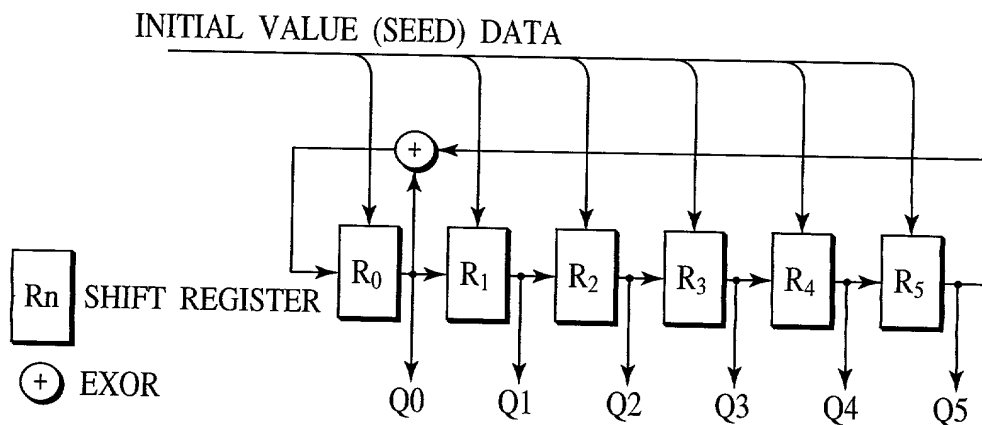 INITIAL VALUE (SEED) DATA
+
R0 R1 R2 R3 R4 R5
Rn SHIFT REGISTER
+ EXOR
Q0 Q1 Q2 Q3 Q4 Q5